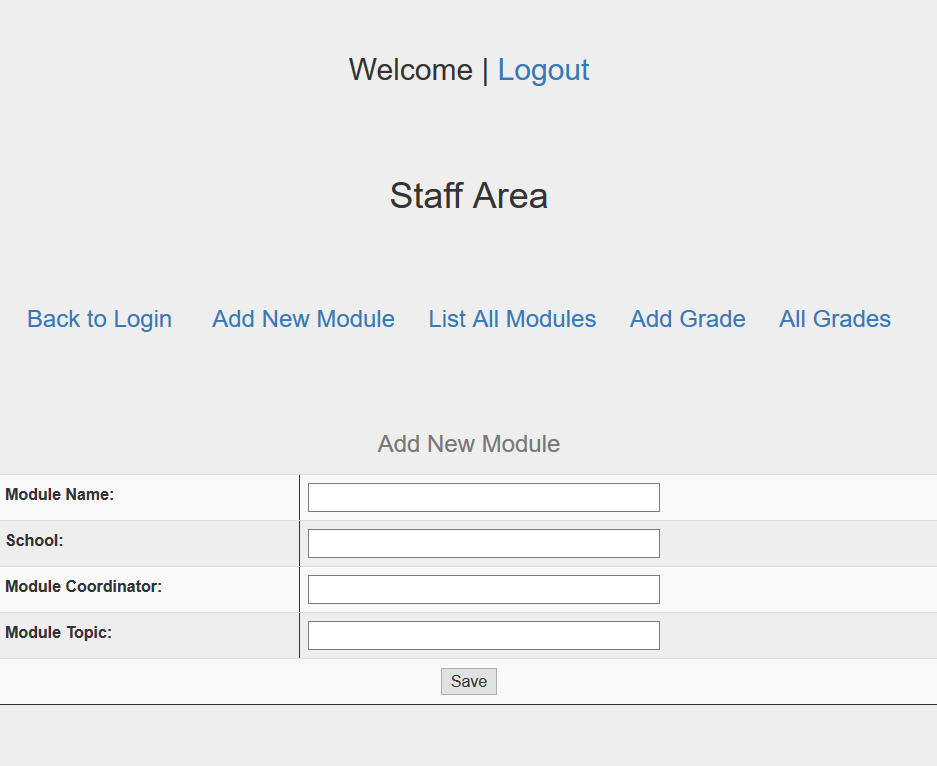 Welcome | Logout
Staff Area
Back to Login Add New Module List All Modules Add Grade All Grades
Add New Module
Module Name:
School:
Module Coordinator:
Module Topic:
Save